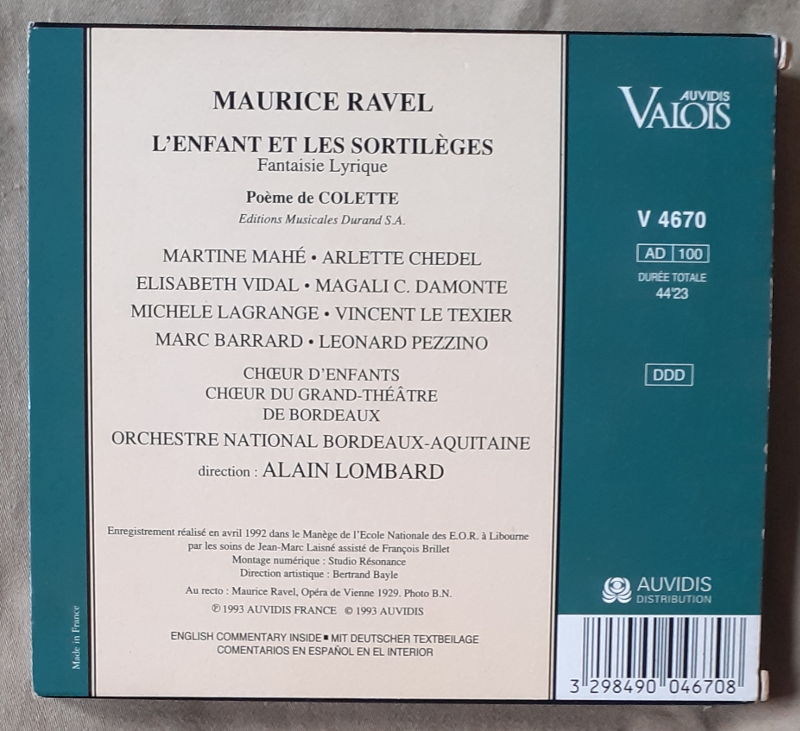 MAURICE RAVEL
L'ENFANT ET LES SORTILÈGES
Fantaisie Lyrique
Poème de COLETTE
Editions Musicales Durand S.A.
MARTINE MAHÉ • ARLETTE CHEDEL
ELISABETH VIDAL • MAGALI C. DAMONTE
MICHELE LAGRANGE • VINCENT LE TEXIER
MARC BARRARD • LEONARD PEZZINO
CHŒUR D'ENFANTS
CHŒUR DU GRAND-THÉÂTRE
DE BORDEAUX
ORCHESTRE NATIONAL BORDEAUX-AQUITAINE
direction : ALAIN LOMBARD
Enregistrement réalisé en avril 1992 dans le Manège de l'Ecole Nationale des E.O.R. à Libourne
par les soins de Jean-Marc Laisné assisté de François Brillet
Montage numérique : Studio Résonance
Direction artistique : Bertrand Bayle
Au recto : Maurice Ravel, Opéra de Vienne 1929. Photo B.N.
℗ 1993 AUVIDIS FRANCE © 1993 AUVIDIS
ENGLISH COMMENTARY INSIDE ■ MIT DEUTSCHER TEXTBEILAGE
COMENTARIOS EN ESPAÑOL EN EL INTERIOR
Made in France
AUVIDIS
VALOIS
V 4670
AD 100
DURÉE TOTALE
44'23
DDD
AUVIDIS
DISTRIBUTION
3 298490 046708